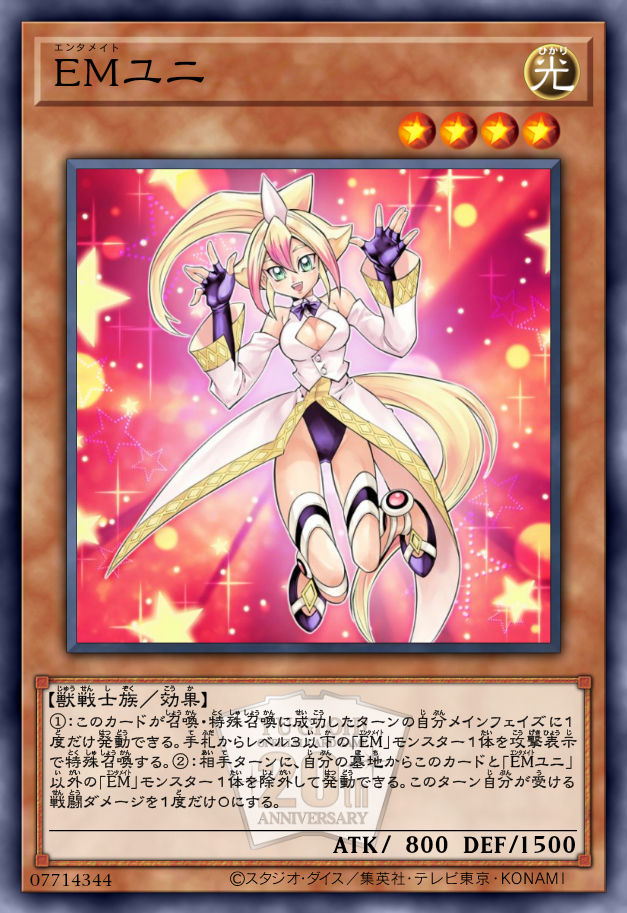 エンタメイト
EMユニ
ひかり
光
【獣戦士族/効果】
①:このカードが召喚・特殊召喚に成功したターンの自分メインフェイズに1
度だけ発動できる。手札からレベル3以下の「EM」モンスター1体を攻撃表示
で特殊召喚する。②:相手ターンに、自分の墓地からこのカードと「EMユニ」
以外の「EM」モンスター1体を除外して発動できる。このターン自分が受ける
戦闘ダメージを1度だけ0にする。
20th
ANNIVERSARY
ATK/ 800 DEF/1500
07714344
©スタジオ・ダイス/集英社・テレビ東京・KONAMI